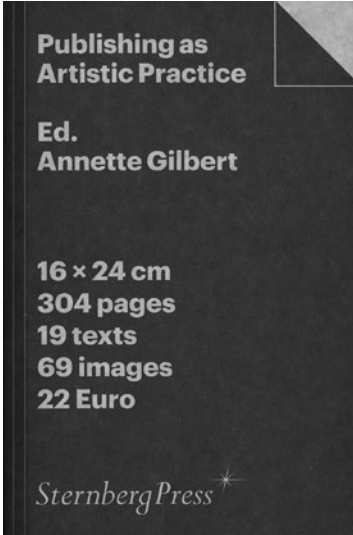 Publishing as
Artistic Practice
Ed.
Annette Gilbert
16 × 24 cm
304 pages
19 texts
69 images
22 Euro
Sternberg Press